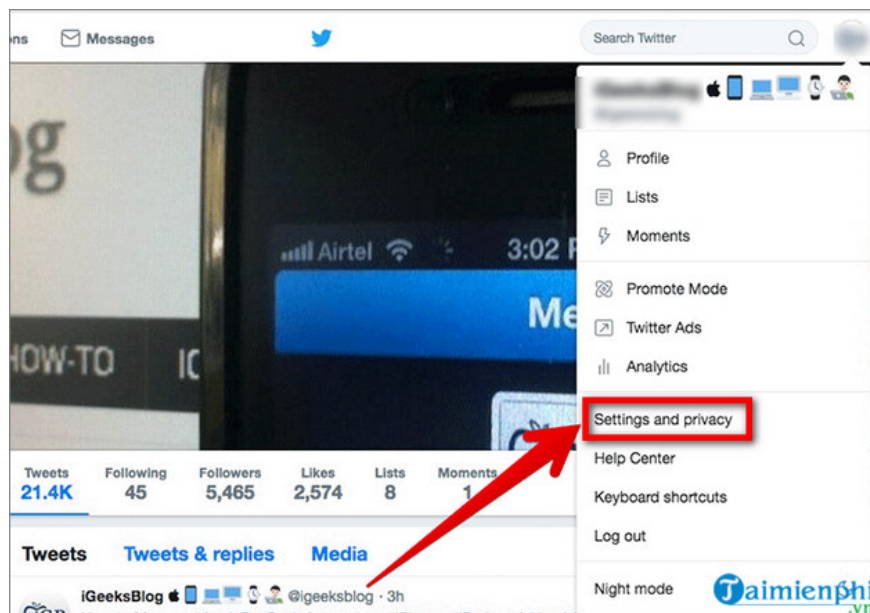 ons
Messages
Search Twitter
Profile
Lists
Moments
Promote Mode
Twitter Ads
Analytics
Settings and privacy
Help Center
Keyboard shortcuts
Log out
Night mode
og
HOW-TO
Airtel
3:02 P
Me
Tweets Following Followers Likes Lists Moments
21.4K 45 5,465 2,574 8 1
Tweets Tweets & replies Media
iGeeksBlog @igeeksblog · 3h
Taimienphi
.vn